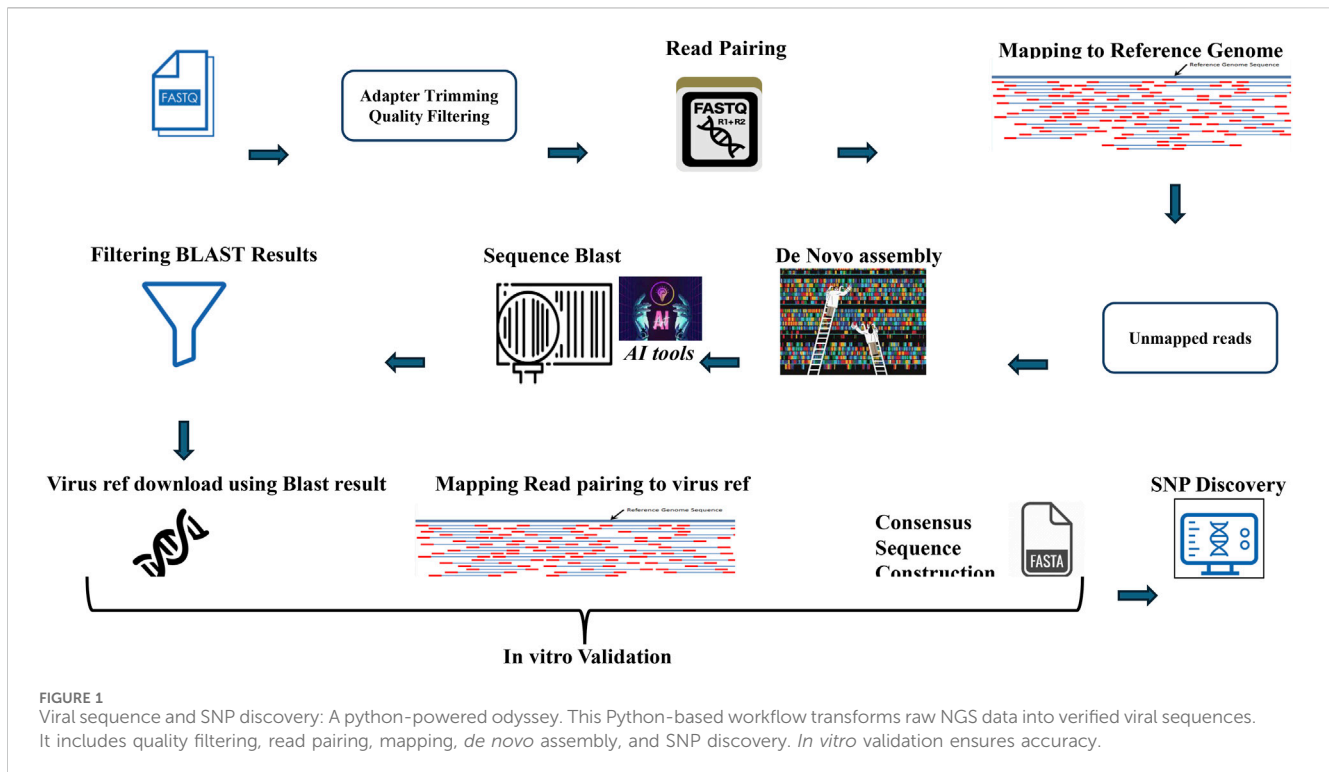 FASTQ
Adapter Trimming
Quality Filtering
Read Pairing
FASTQ
R1+R2
Mapping to Reference Genome
Reference Genome Sequence
Filtering BLAST Results
Sequence Blast
AI
AI tools
De Novo assembly
Unmapped reads
Virus ref download using Blast result
Mapping Read pairing to virus ref
Reference Genome Sequence
Consensus
Sequence
Construction
FASTA
SNP Discovery
In vitro Validation
FIGURE 1
Viral sequence and SNP discovery: A python-powered odyssey. This Python-based workflow transforms raw NGS data into verified viral sequences.
It includes quality filtering, read pairing, mapping, de novo assembly, and SNP discovery. In vitro validation ensures accuracy.